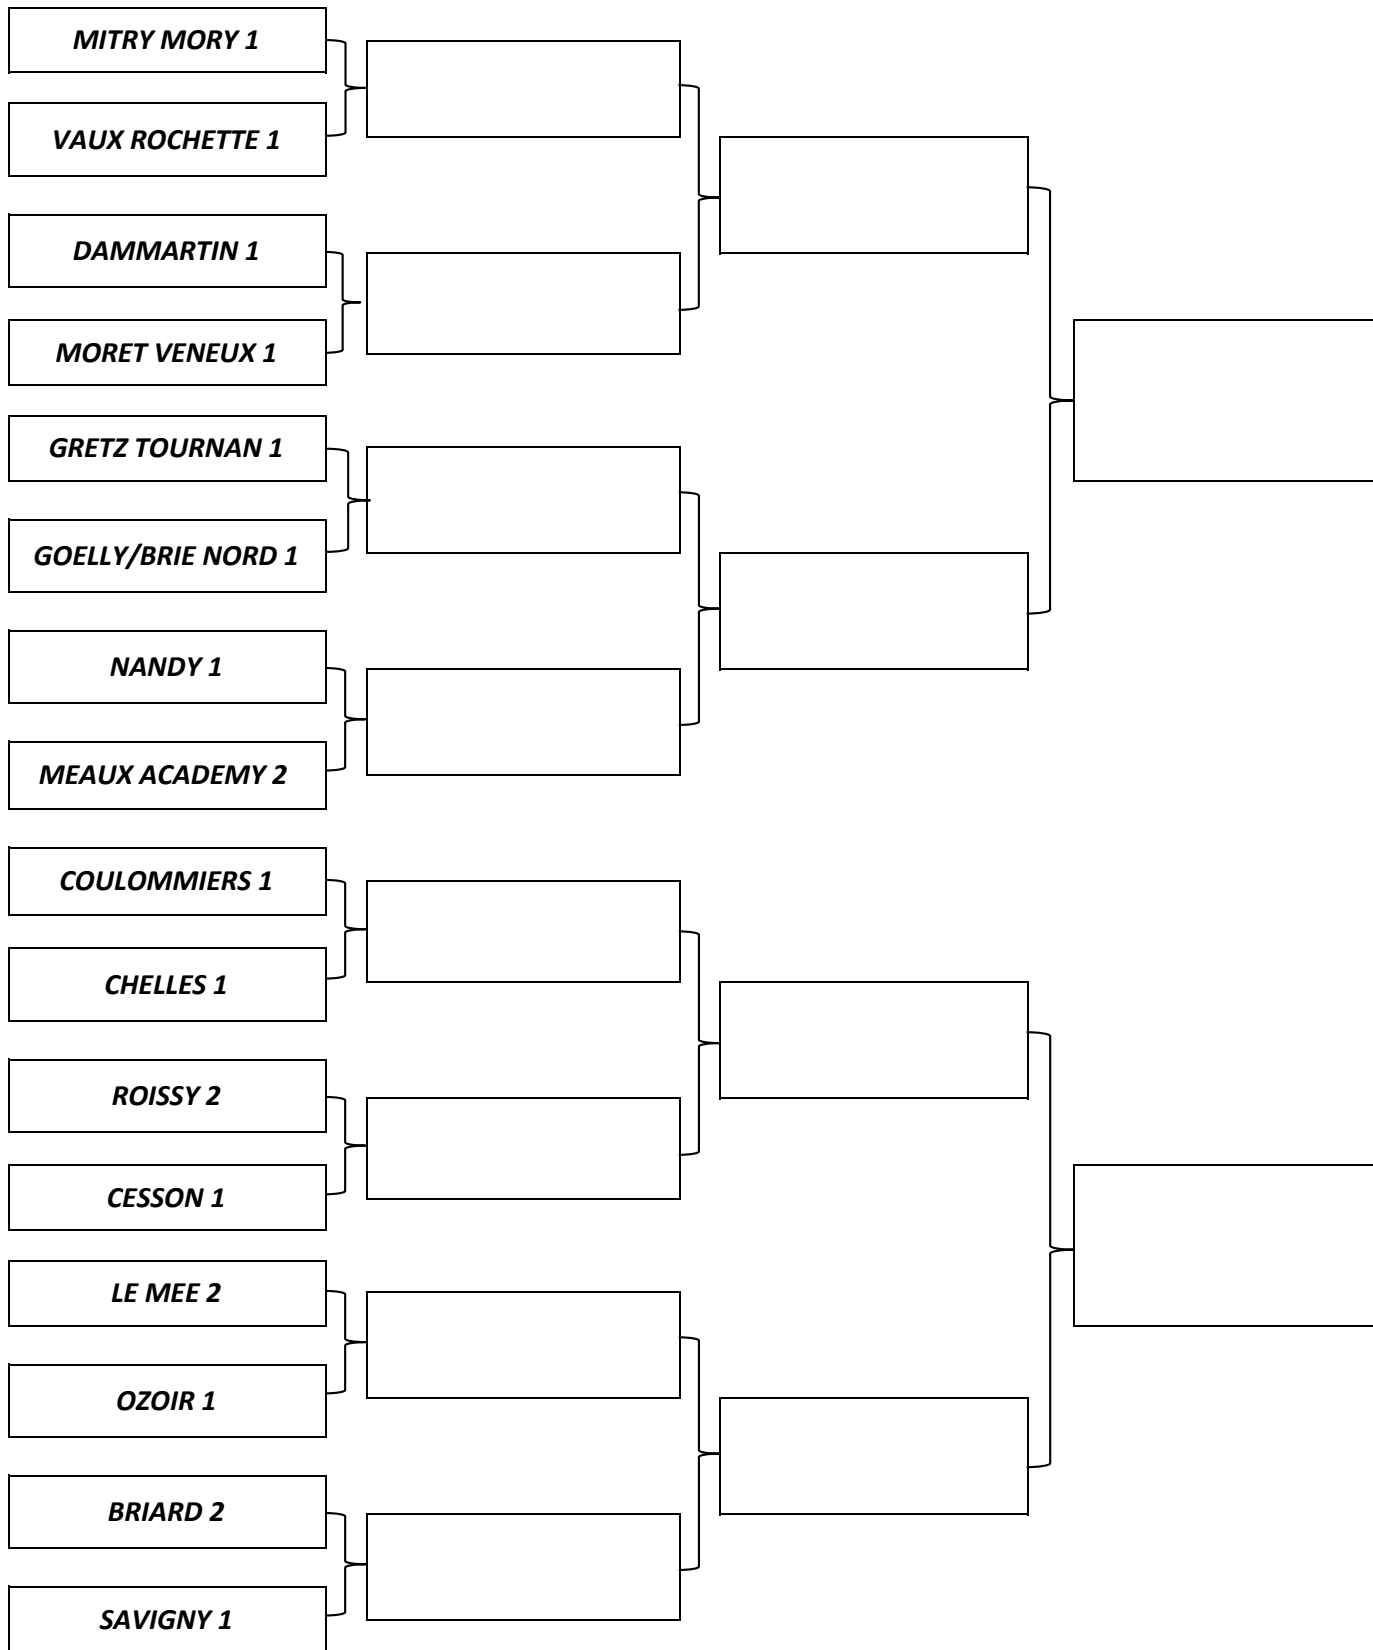 MITRY MORY 1
VAUX ROCHETTE 1
DAMMARTIN 1
MORET VENEUX 1
GRETZ TOURNAN 1
GOELLY/BRIE NORD 1
NANDY 1
MEAUX ACADEMY 2
COULOMMIERS 1
CHELLES 1
ROISSY 2
CESSON 1
LE MEE 2
OZOIR 1
BRIARD 2
SAVIGNY 1